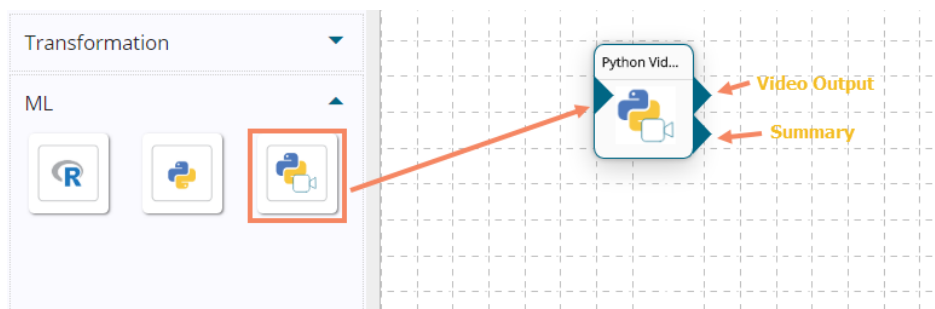 Transformation
ML
R
Python Vid...
Video Output
Summary